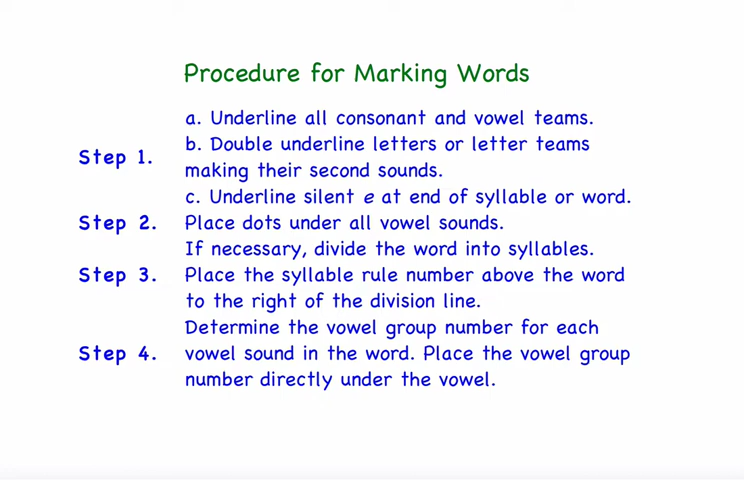 Procedure for Marking Words
a. Underline all consonant and vowel teams.
b. Double underline letters or letter teams
Step 1.
making their second sounds.
c. Underline silent e at end of syllable or word.
Step 2. Place dots under all vowel sounds.
If necessary, divide the word into syllables.
Step 3. Place the syllable rule number above the word
to the right of the division line.
Determine the vowel group number for each
Step 4. vowel sound in the word. Place the vowel group
number directly under the vowel.